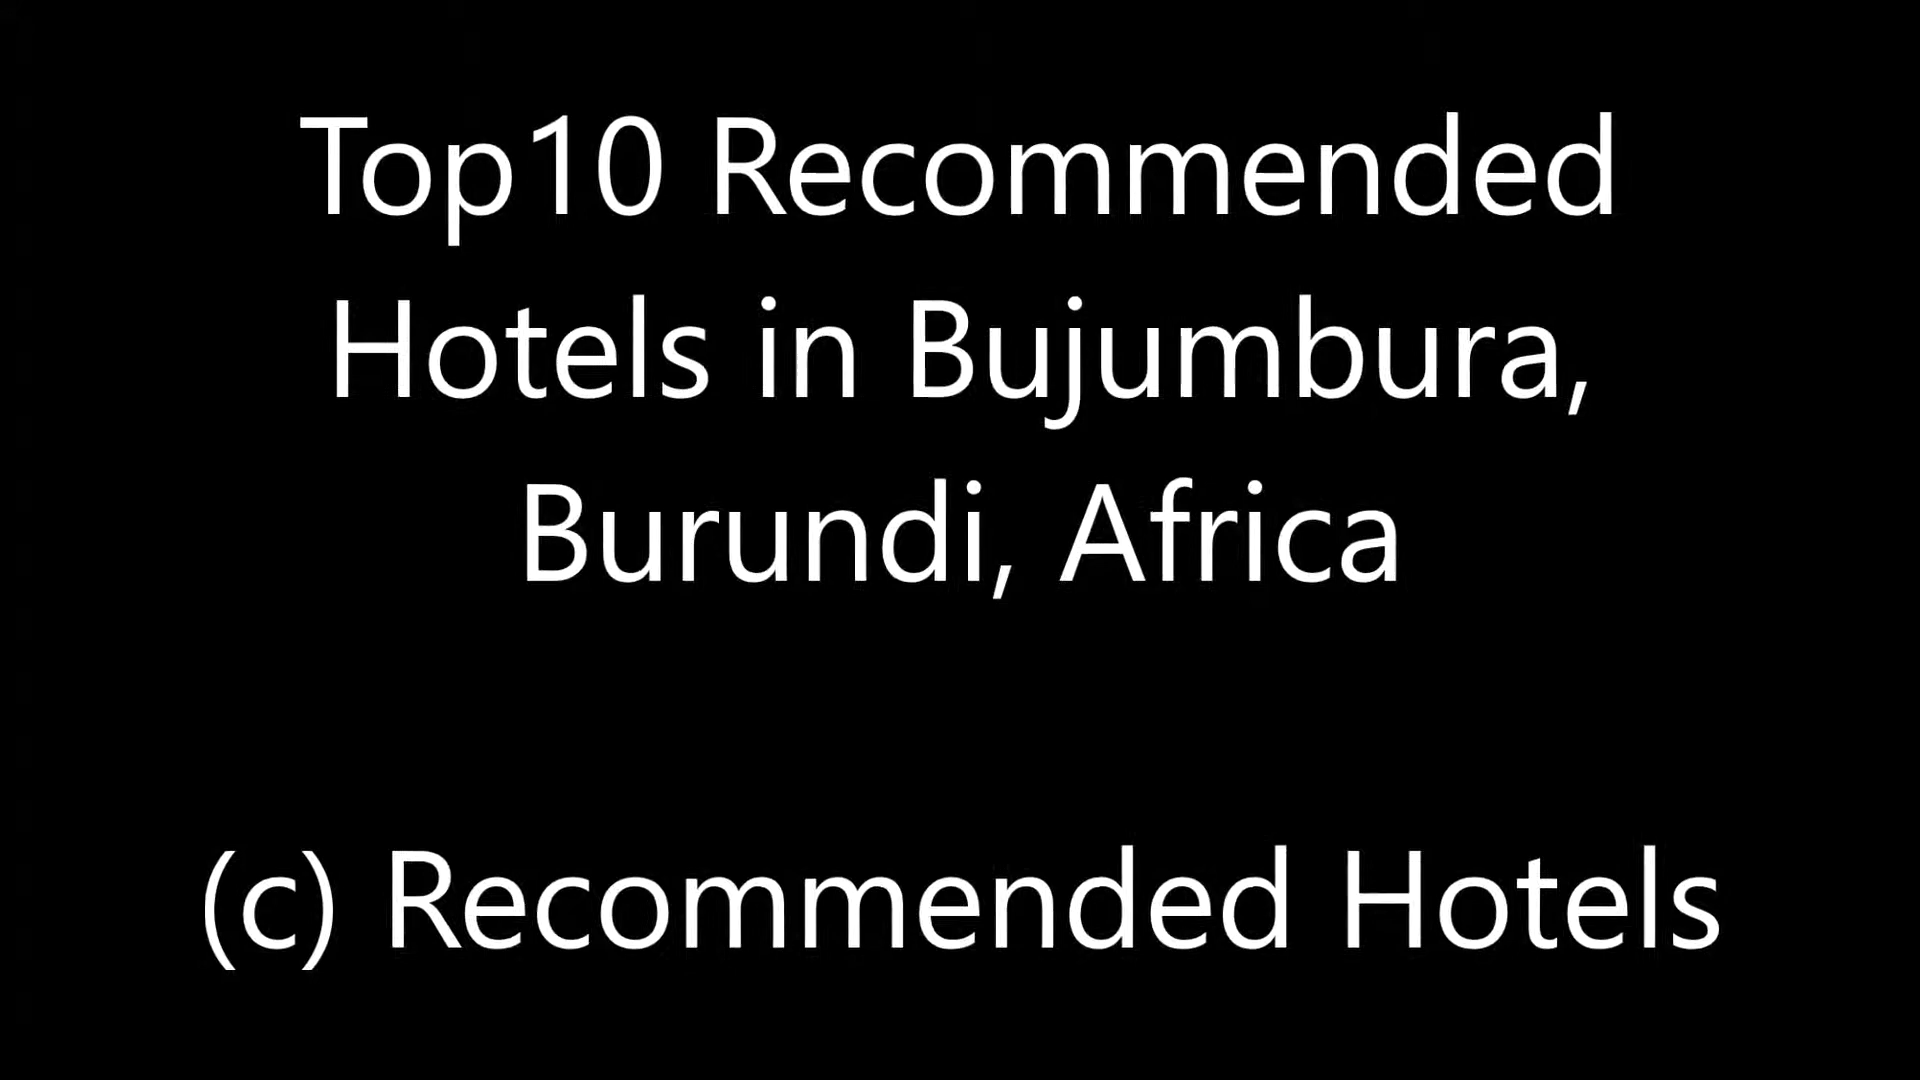 Top10 Recommended
Hotels in Bujumbura,
Burundi, Africa
(c) Recommended Hotels